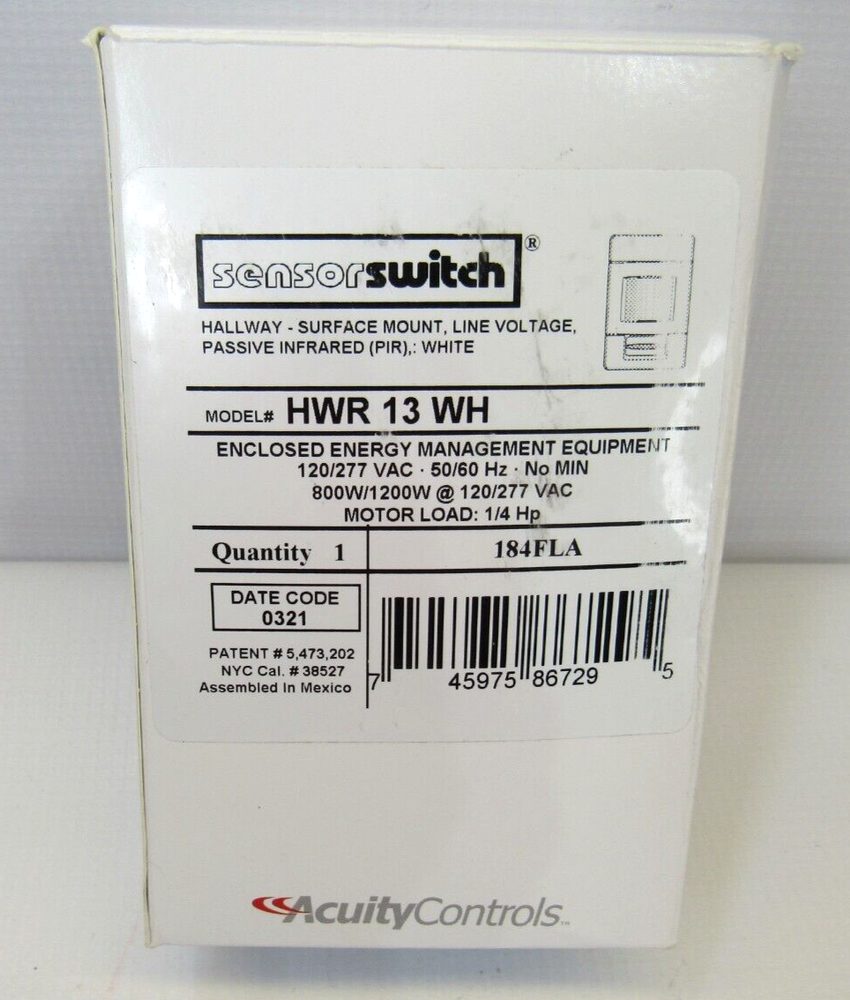 sensorswitch®
HALLWAY - SURFACE MOUNT, LINE VOLTAGE,
PASSIVE INFRARED (PIR),: WHITE
MODEL# HWR 13 WH
ENCLOSED ENERGY MANAGEMENT EQUIPMENT
120/277 VAC · 50/60 Hz · No MIN
800W/1200W @ 120/277 VAC
MOTOR LOAD: 1/4 Hp
Quantity 1 184FLA
DATE CODE
0321
PATENT # 5,473,202
NYC Cal. # 38527
Assembled In Mexico
7 45975 86729 5
AcuityControls™